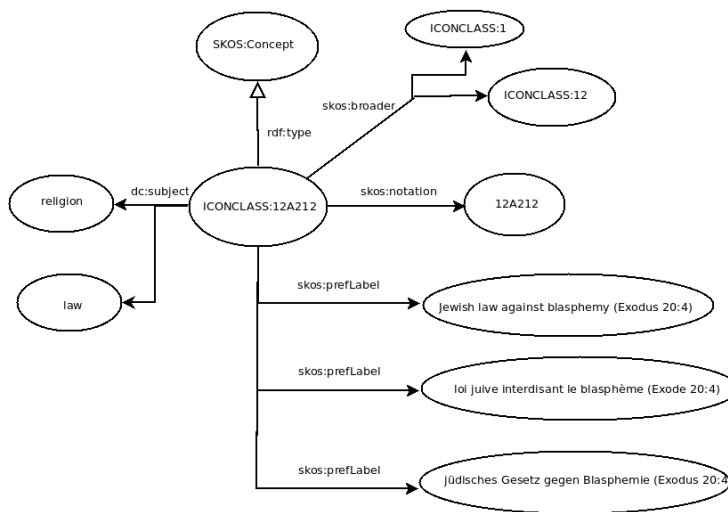 ICONCLASS:1
SKOS:Concept
skos:broader
ICONCLASS:12
rdf:type
dc:subject
religion
ICONCLASS:12A212
skos:notation
12A212
law
skos:prefLabel
Jewish law against blasphemy (Exodus 20:4)
skos:prefLabel
loi juive interdisant le blasphème (Exode 20:4)
skos:prefLabel
jüdisches Gesetz gegen Blasphemie (Exodus 20:4